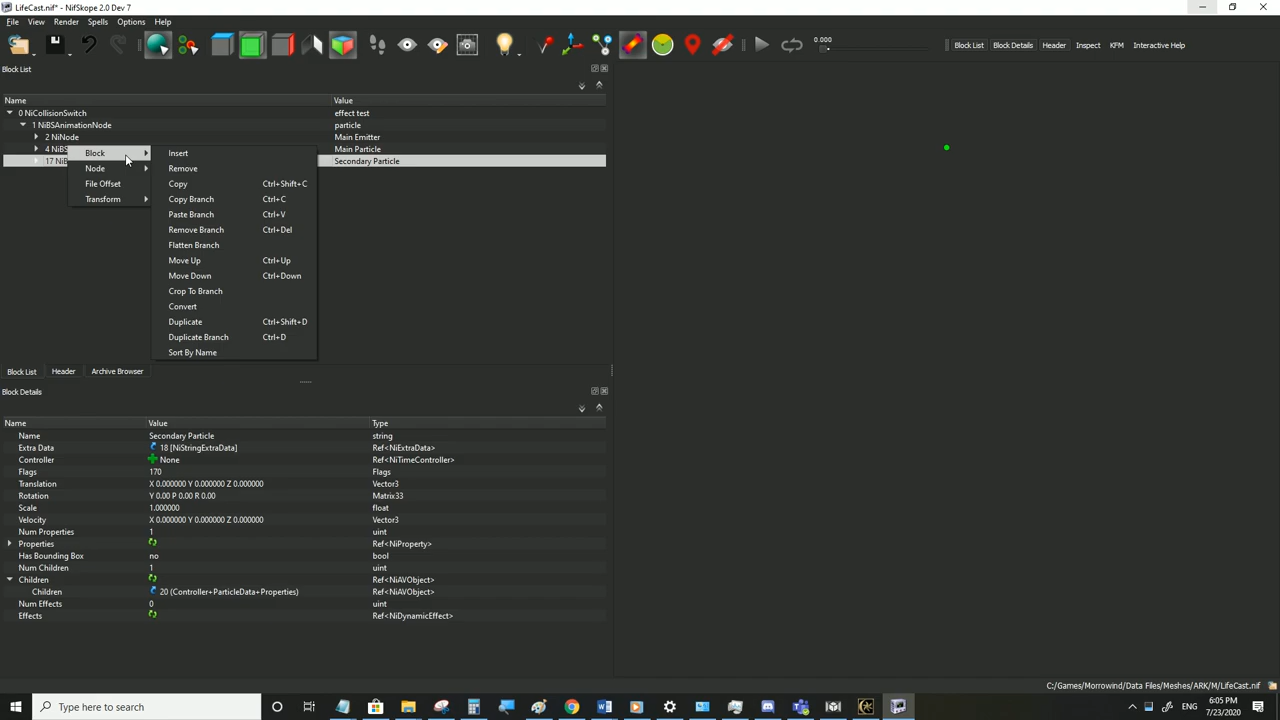 LifeCast.nif* - NifSkope 2.0 Dev 7
File View Render Spells Options Help
0.000
Block List Block Details Header Inspect KFM Interactive Help
Block List
Name Value
0 NiCollisionSwitch effect test
1 NiBSAnimationNode particle
2 NiNode Main Emitter
4 NiBS Main Particle
17 NiB Secondary Particle
Block
Node
File Offset
Transform
Insert
Remove
Copy Ctrl+Shift+C
Copy Branch Ctrl+C
Paste Branch Ctrl+V
Remove Branch Ctrl+Del
Flatten Branch
Move Up Ctrl+Up
Move Down Ctrl+Down
Crop To Branch
Convert
Duplicate Ctrl+Shift+D
Duplicate Branch Ctrl+D
Sort By Name
Block List Header Archive Browser
Block Details
Name Value Type
Name Secondary Particle string
Extra Data 18 [NiStringExtraData] Ref<NiExtraData>
Controller None Ref<NiTimeController>
Flags 170 Flags
Translation X 0.000000 Y 0.000000 Z 0.000000 Vector3
Rotation Y 0.00 P 0.00 R 0.00 Matrix33
Scale 1.000000 float
Velocity X 0.000000 Y 0.000000 Z 0.000000 Vector3
Num Properties 1 uint
Properties Ref<NiProperty>
Has Bounding Box no bool
Num Children 1 uint
Children Ref<NiAVObject>
Children 20 (Controller+ParticleData+Properties) Ref<NiAVObject>
Num Effects 0 uint
Effects Ref<NiDynamicEffect>
C:/Games/Morrowind/Data Files/Meshes/ARK/M/LifeCast.nif
Type here to search
ENG
6:05 PM
7/23/2020